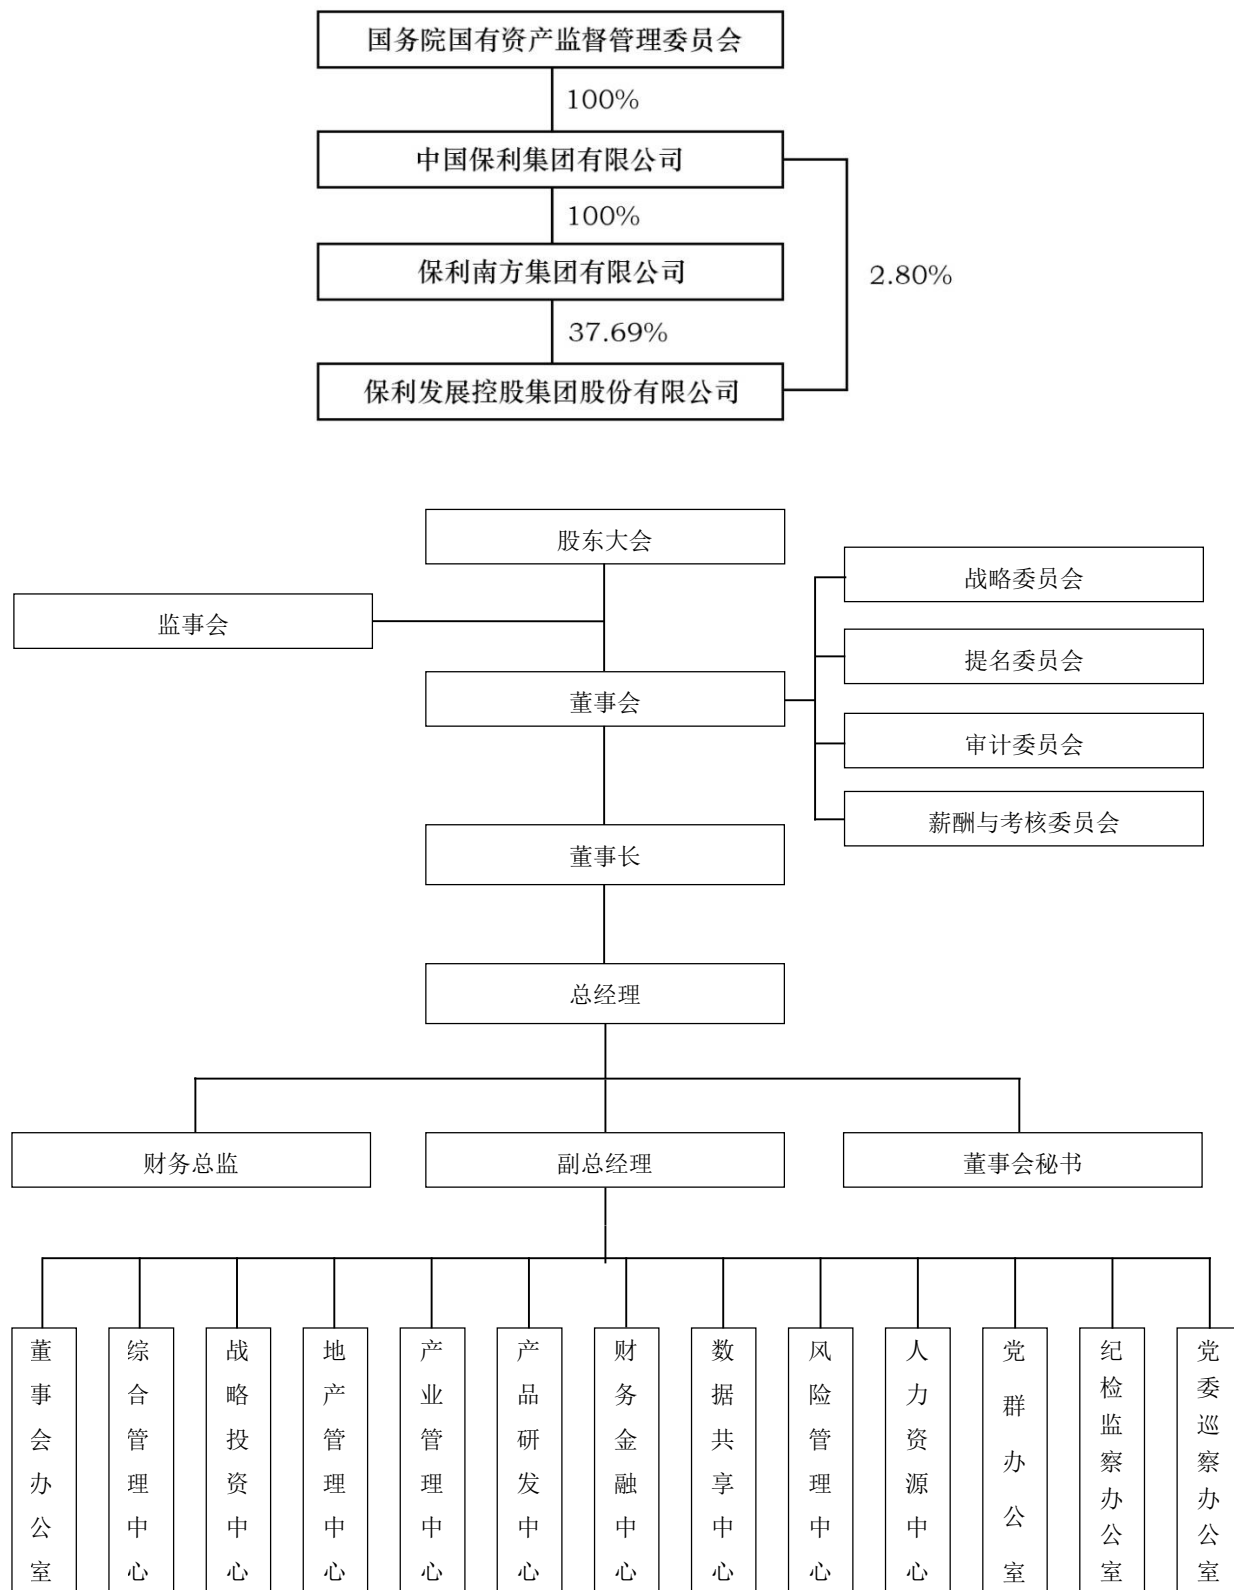 国务院国有资产监督管理委员会
100%
中国保利集团有限公司
100%
保利南方集团有限公司
2.80%
37.69%
保利发展控股集团股份有限公司
股东大会
战略委员会
监事会
提名委员会
董事会
审计委员会
薪酬与考核委员会
董事长
总经理
财务总监
副总经理
董事会秘书
董事会办公室
综合管理中心
战略投资中心
地产管理中心
产业管理中心
产品研发中心
财务金融中心
数据共享中心
风险管理中心
人力资源中心
党群办公室
纪检监察办公室
党委巡察办公室